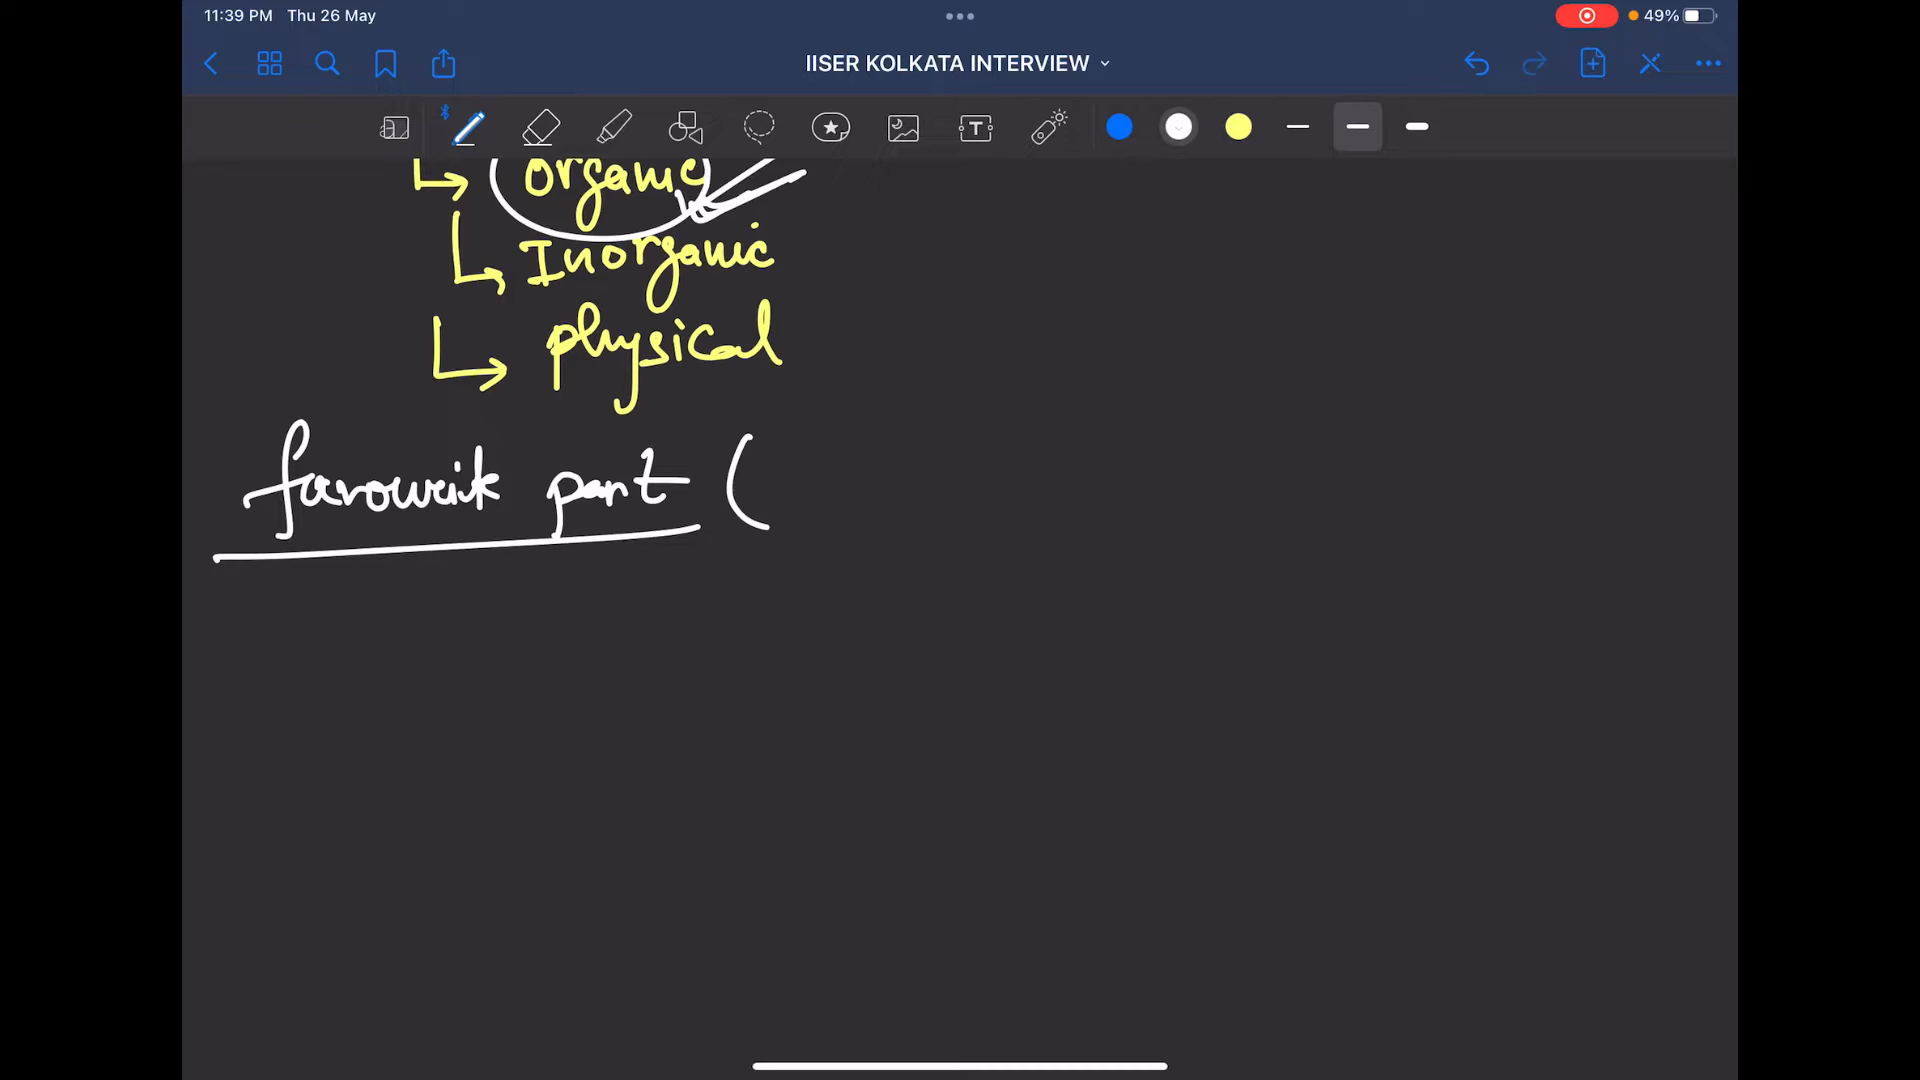 11:39 PM Thu 26 May 49%
IISER KOLKATA INTERVIEW
T
organic
Inorganic
physical
favourite part (